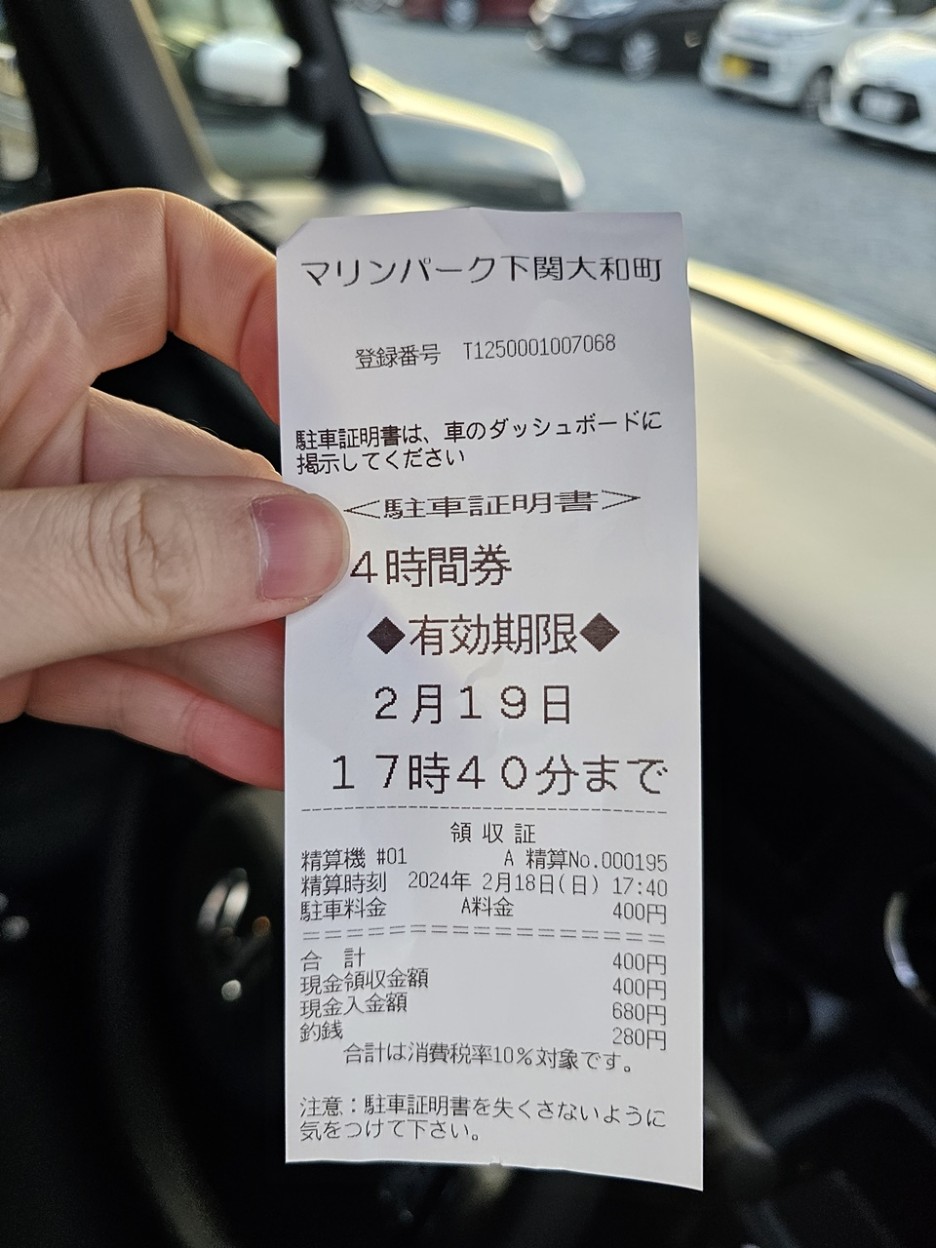 マリンパーク下関大和町
登録番号 T1250001007068
駐車証明書は、車のダッシュボードに
掲示してください
＜駐車証明書＞
4時間券
◆有効期限◆
2月19日
17時40分まで
領収証
精算機 #01 A 精算No.000195
精算時刻 2024年 2月18日(日) 17:40
駐車料金 A料金 400円
合 計 400円
現金領収金額 400円
現金入金額 680円
釣銭 280円
合計は消費税率10％対象です。
注意：駐車証明書を失くさないように
気をつけて下さい。